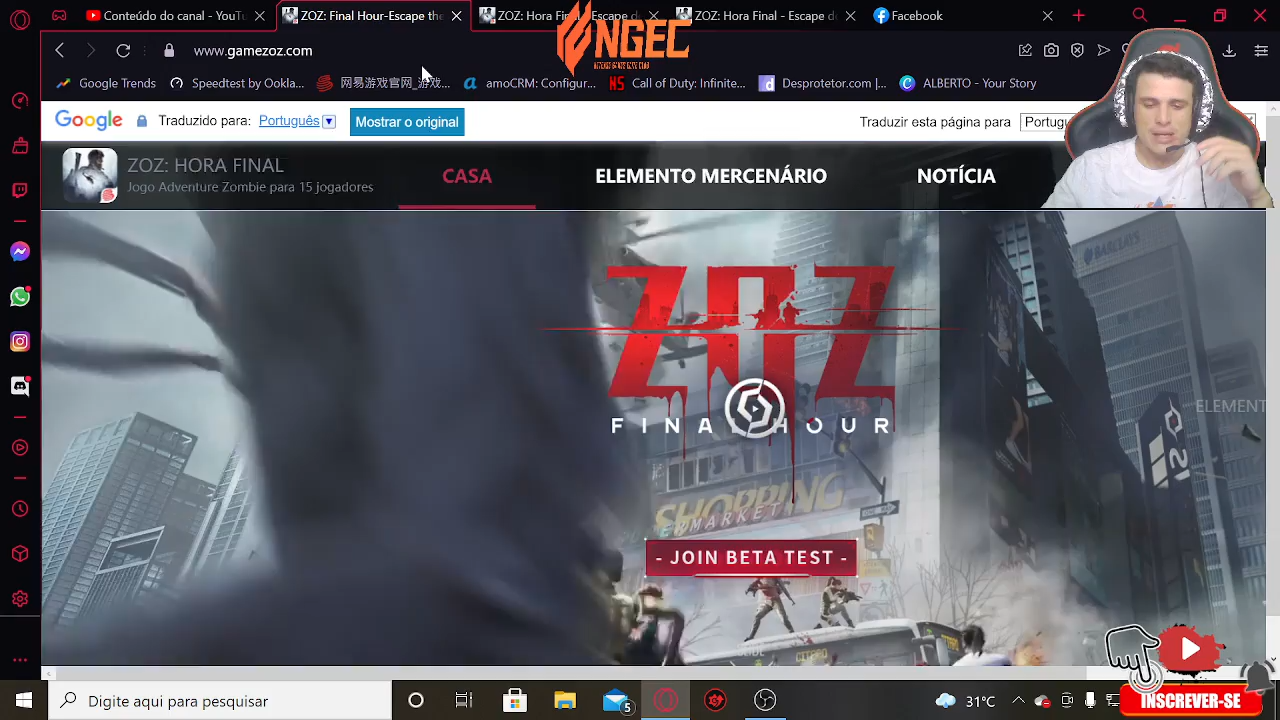 Conteúdo do canal - YouTu
ZOZ: Final Hour-Escape the
ZOZ: Hora Final - Escape d
Facebook
NGEC
www.gamezoz.com
Google Trends
Speedtest by Ookla...
网易游戏官网_游戏...
amoCRM: Configur...
Call of Duty: Infinite...
Desprotetor.com |...
ALBERTO - Your Story
Google
Traduzido para: Português
Mostrar o original
Traduzir esta página para
Portug
ZOZ: HORA FINAL
Jogo Adventure Zombie para 15 jogadores
CASA
ELEMENTO MERCENÁRIO
NOTÍCIA
BARCLAYS
ZOZ
FINAL HOUR
ELEMENT
SHOPPING
ERMARKET
- JOIN BETA TEST -
CITEPO
INSCREVER-SE
Digite aqui para pesquisar
5
31°C